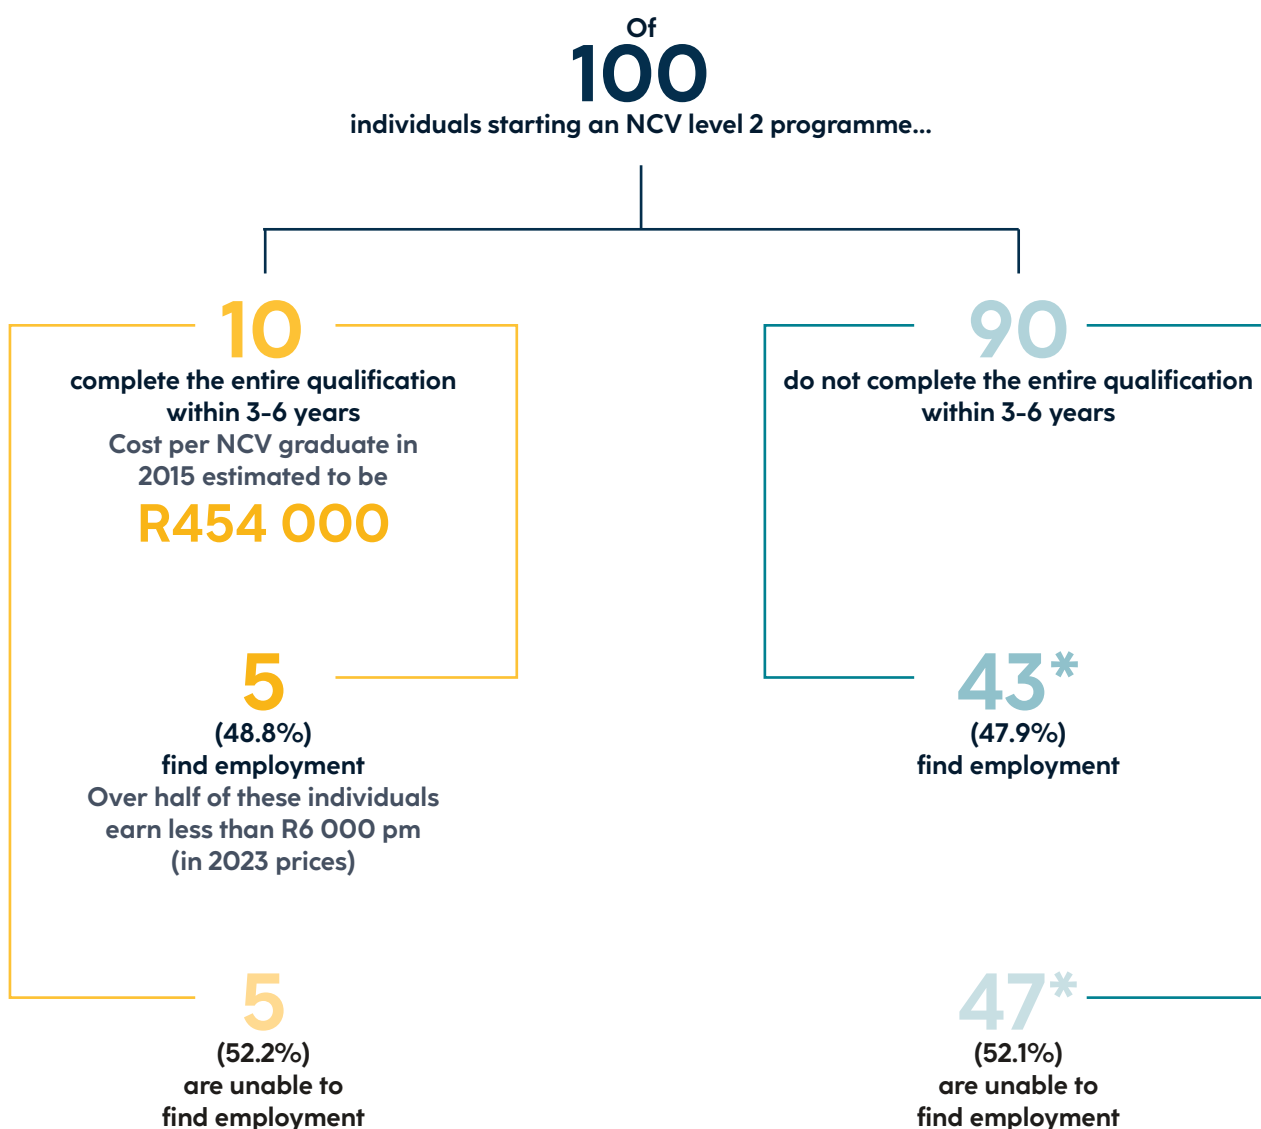 Of
100
individuals starting an NCV level 2 programme...
10
complete the entire qualification
within 3-6 years
Cost per NCV graduate in
2015 estimated to be
R454 000
5
(48.8%)
find employment
Over half of these individuals
earn less than R6 000 pm
(in 2023 prices)
5
(52.2%)
are unable to
find employment
90
do not complete the entire qualification
within 3-6 years
43*
(47.9%)
find employment
47*
(52.1%)
are unable to
find employment